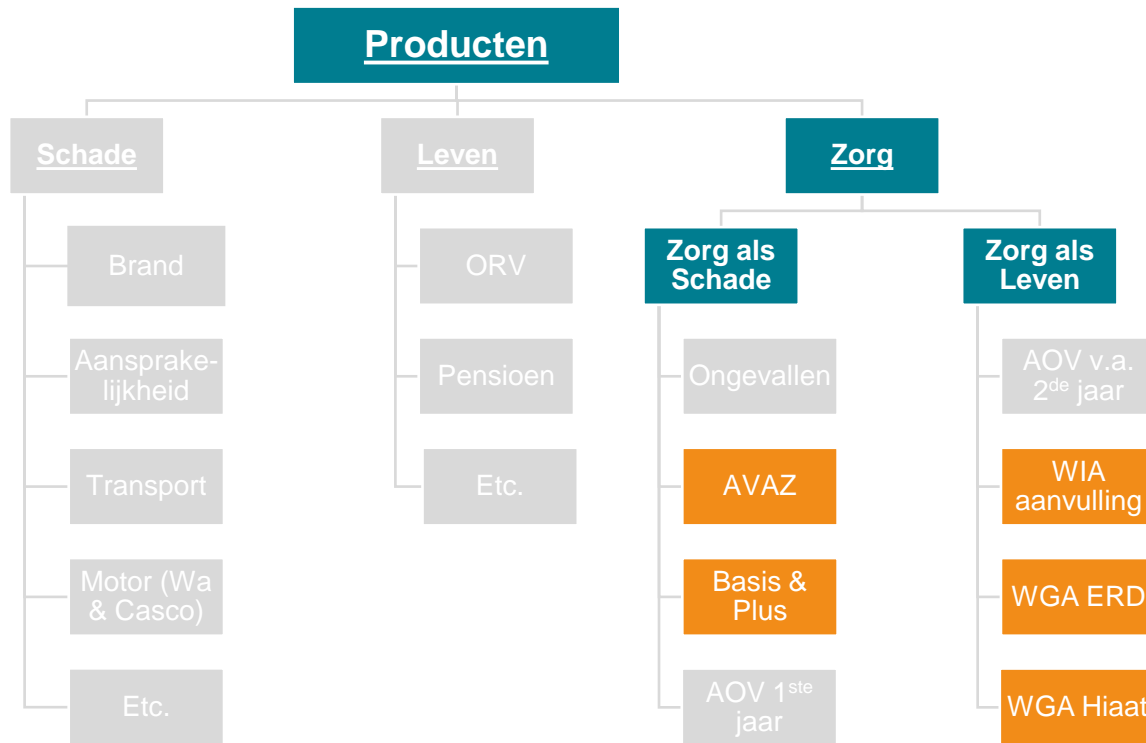 Producten
Schade
Leven
Zorg
Brand
Aansprake-
lijkheid
Transport
Motor (Wa
& Casco)
Etc.
ORV
Pensioen
Etc.
Zorg als
Schade
Ongevallen
AVAZ
Basis &
Plus
AOV 1ste
jaar
Zorg als
Leven
AOV v.a.
2de jaar
WIA
aanvulling
WGA ERD
WGA Hiaat